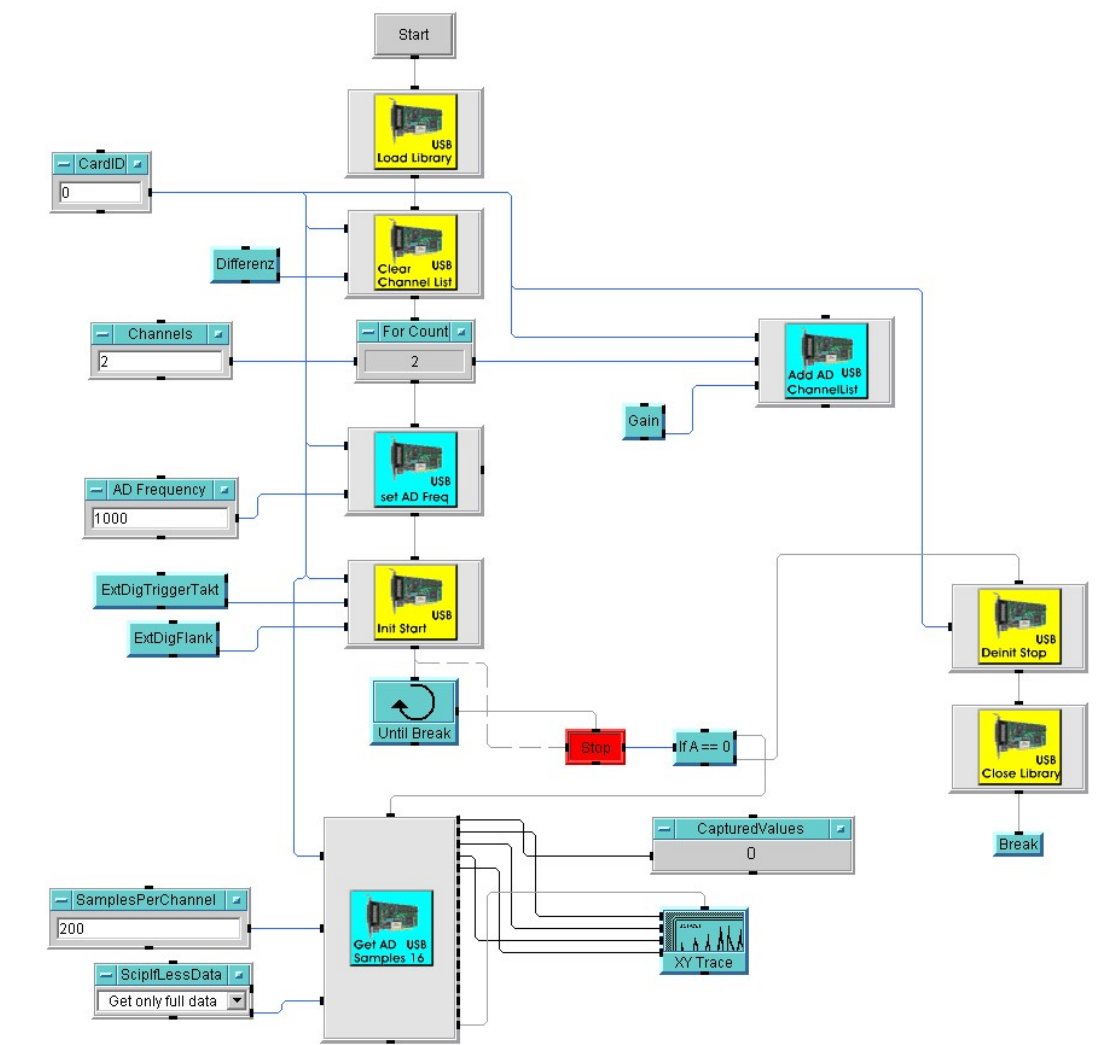 Start
USB
Load Library
CardID
0
USB
Clear
Channel List
Differenz
Channels
2
For Count
2
Add AD USB
ChannelList
Gain
USB
set AD Freq
AD Frequency
1000
USB
Init Start
ExtDigTriggerTakt
ExtDigFlank
Until Break
Stop
If A == 0
USB
Deinit Stop
USB
Close Library
Break
CapturedValues
0
SamplesPerChannel
200
Get AD USB
Samples 16
XY Trace
ScipIfLessData
Get only full data